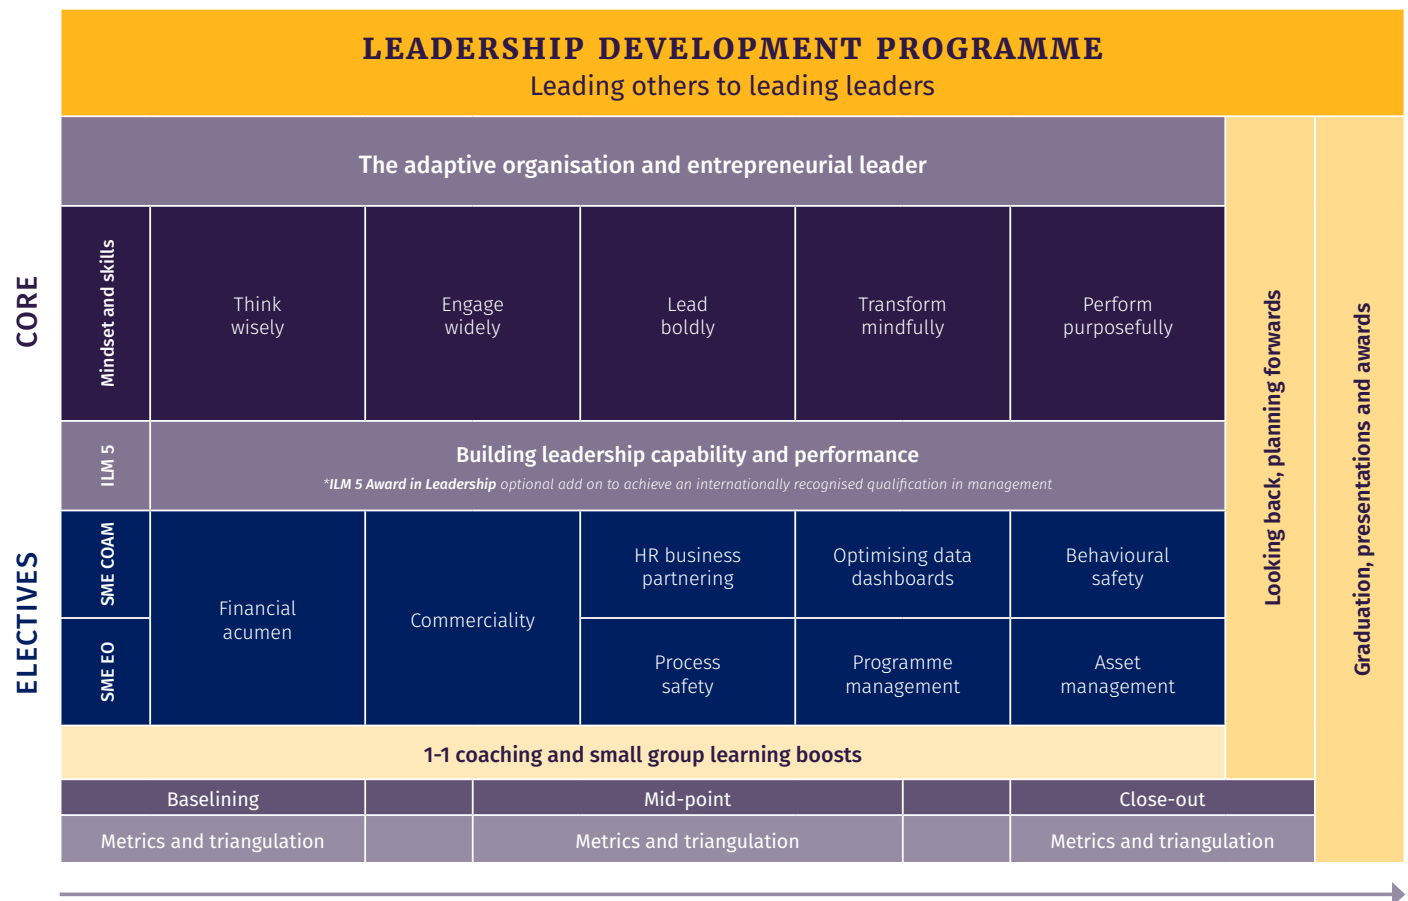 LEADERSHIP DEVELOPMENT PROGRAMME
Leading others to leading leaders
The adaptive organisation and entrepreneurial leader
CORE
Mindset and skills
Think
wisely
Engage
widely
Lead
boldly
Transform
mindfully
Perform
purposefully
ILM 5
Building leadership capability and performance
*ILM 5 Award in Leadership optional add on to achieve an internationally recognised qualification in management
ELECTIVES
SME COAM
SME EO
Financial
acumen
Commerciality
HR business
partnering
Optimising data
dashboards
Behavioural
safety
Process
safety
Programme
management
Asset
management
1-1 coaching and small group learning boosts
Looking back, planning forwards
Graduation, presentations and awards
Baselining
Mid-point
Close-out
Metrics and triangulation
Metrics and triangulation
Metrics and triangulation